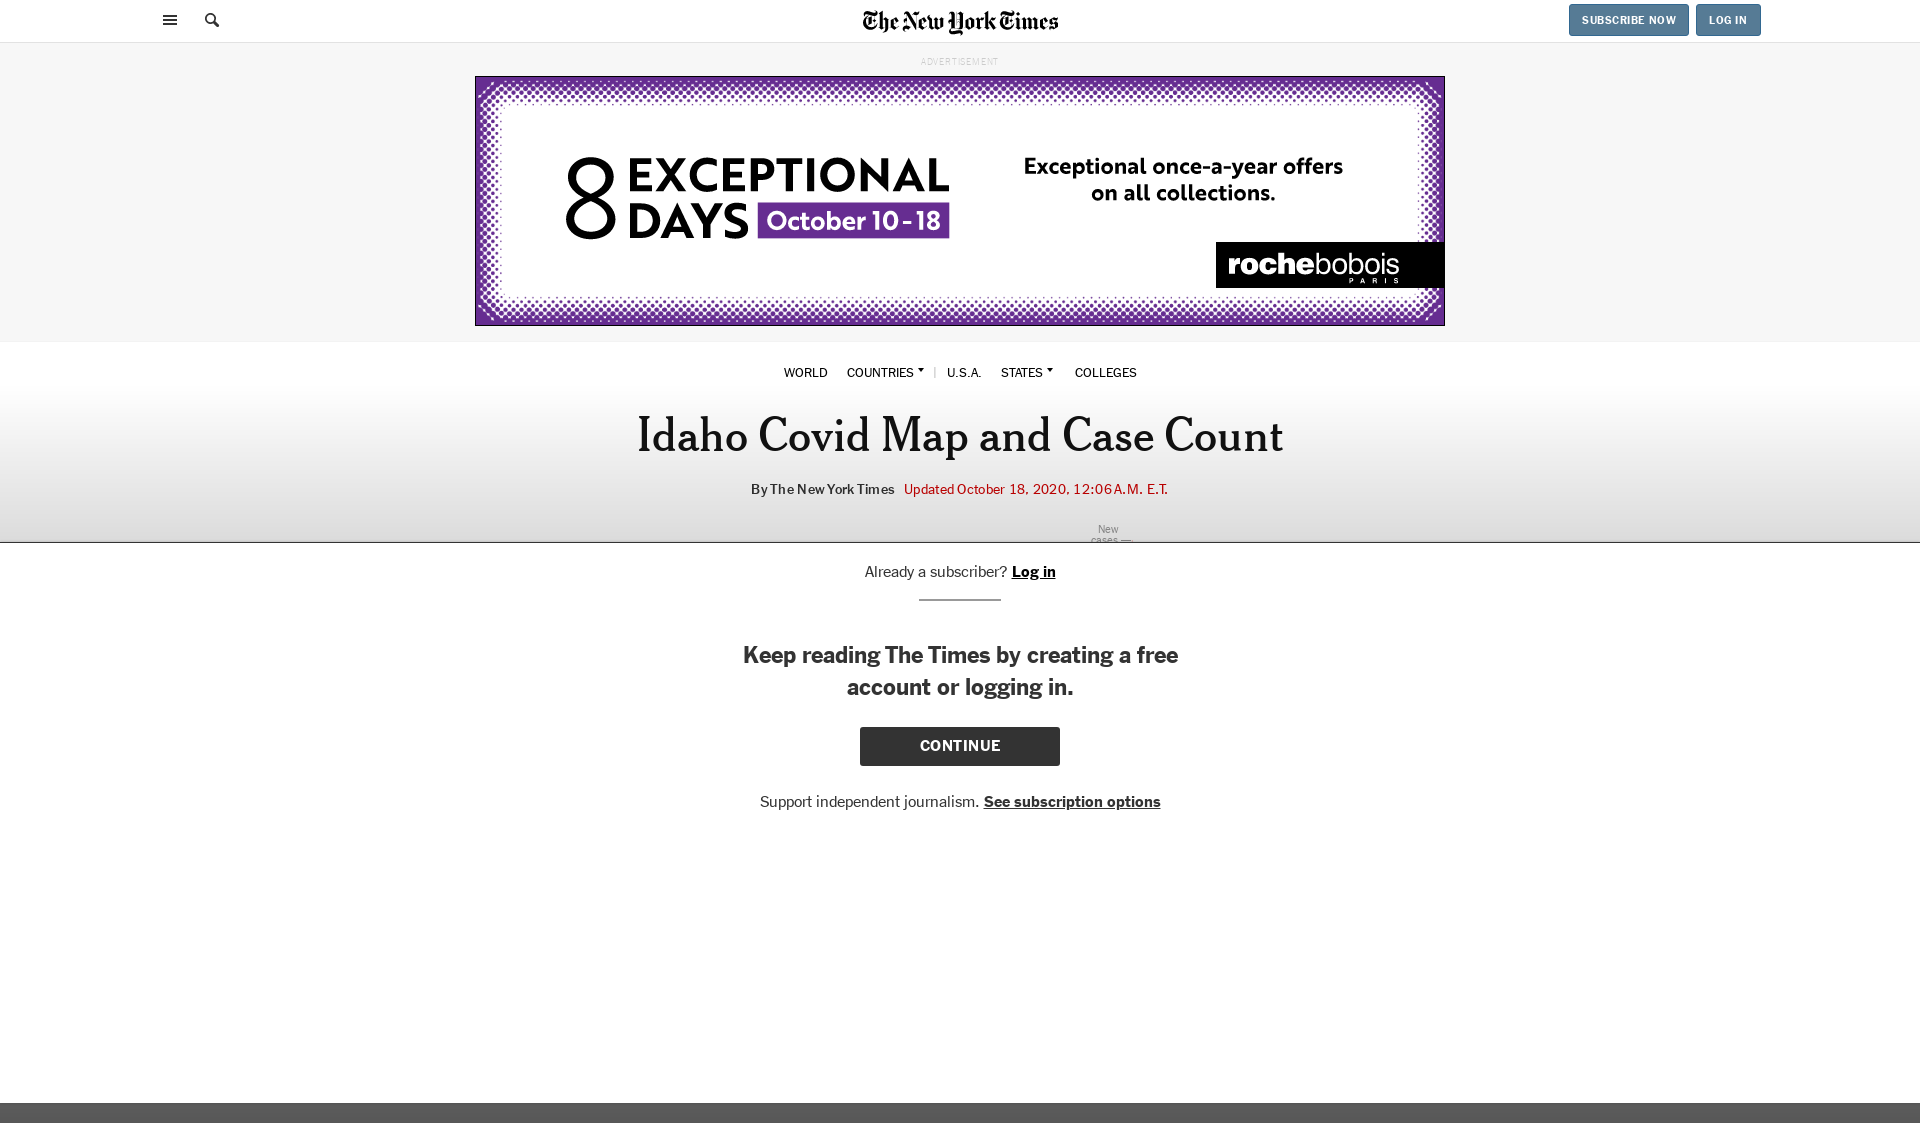 The New York Times
SUBSCRIBE NOW
LOG IN
ADVERTISEMENT
8 EXCEPTIONAL
DAYS October 10-18
Exceptional once-a-year offers
on all collections.
rochebobois
PARIS
WORLD COUNTRIES U.S.A. STATES COLLEGES
Idaho Covid Map and Case Count
By The New York Times Updated October 18, 2020, 12:06 A.M. E.T.
New
cases —
Already a subscriber? Log in
Keep reading The Times by creating a free
account or logging in.
CONTINUE
Support independent journalism. See subscription options